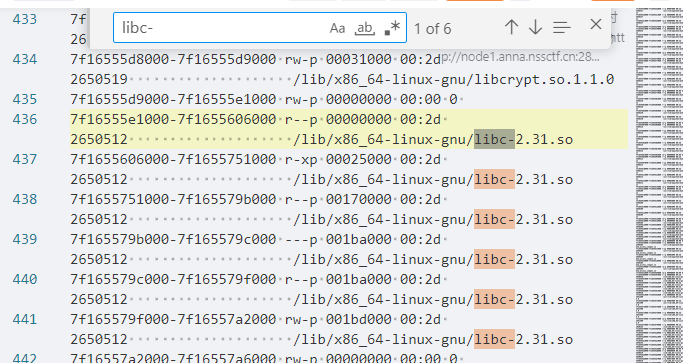 433
7f
libc-
Aa
ab
*
1 of 6
tt
434
7f16555d8000-7f16555d9000 rw-p 00031000 00:2d
p://node1.anna.nssctf.cn:28...
2650519 /lib/x86_64-linux-gnu/libcrypt.so.1.1.0
435 7f16555d9000-7f16555e1000 rw-p 00000000 00:00 0
436 7f16555e1000-7f1655606000 r--p 00000000 00:2d
2650512 /lib/x86_64-linux-gnu/libc-2.31.so
437 7f1655606000-7f1655751000 r-xp 00025000 00:2d
2650512 /lib/x86_64-linux-gnu/libc-2.31.so
438 7f1655751000-7f165579b000 r--p 00170000 00:2d
2650512 /lib/x86_64-linux-gnu/libc-2.31.so
439 7f165579b000-7f165579c000 ---p 001ba000 00:2d
2650512 /lib/x86_64-linux-gnu/libc-2.31.so
440 7f165579c000-7f165579f000 r--p 001ba000 00:2d
2650512 /lib/x86_64-linux-gnu/libc-2.31.so
441 7f165579f000-7f16557a2000 rw-p 001bd000 00:2d
2650512 /lib/x86_64-linux-gnu/libc-2.31.so
442 7f16557a2000-7f16557a6000 rw-p 00000000 00:00 0